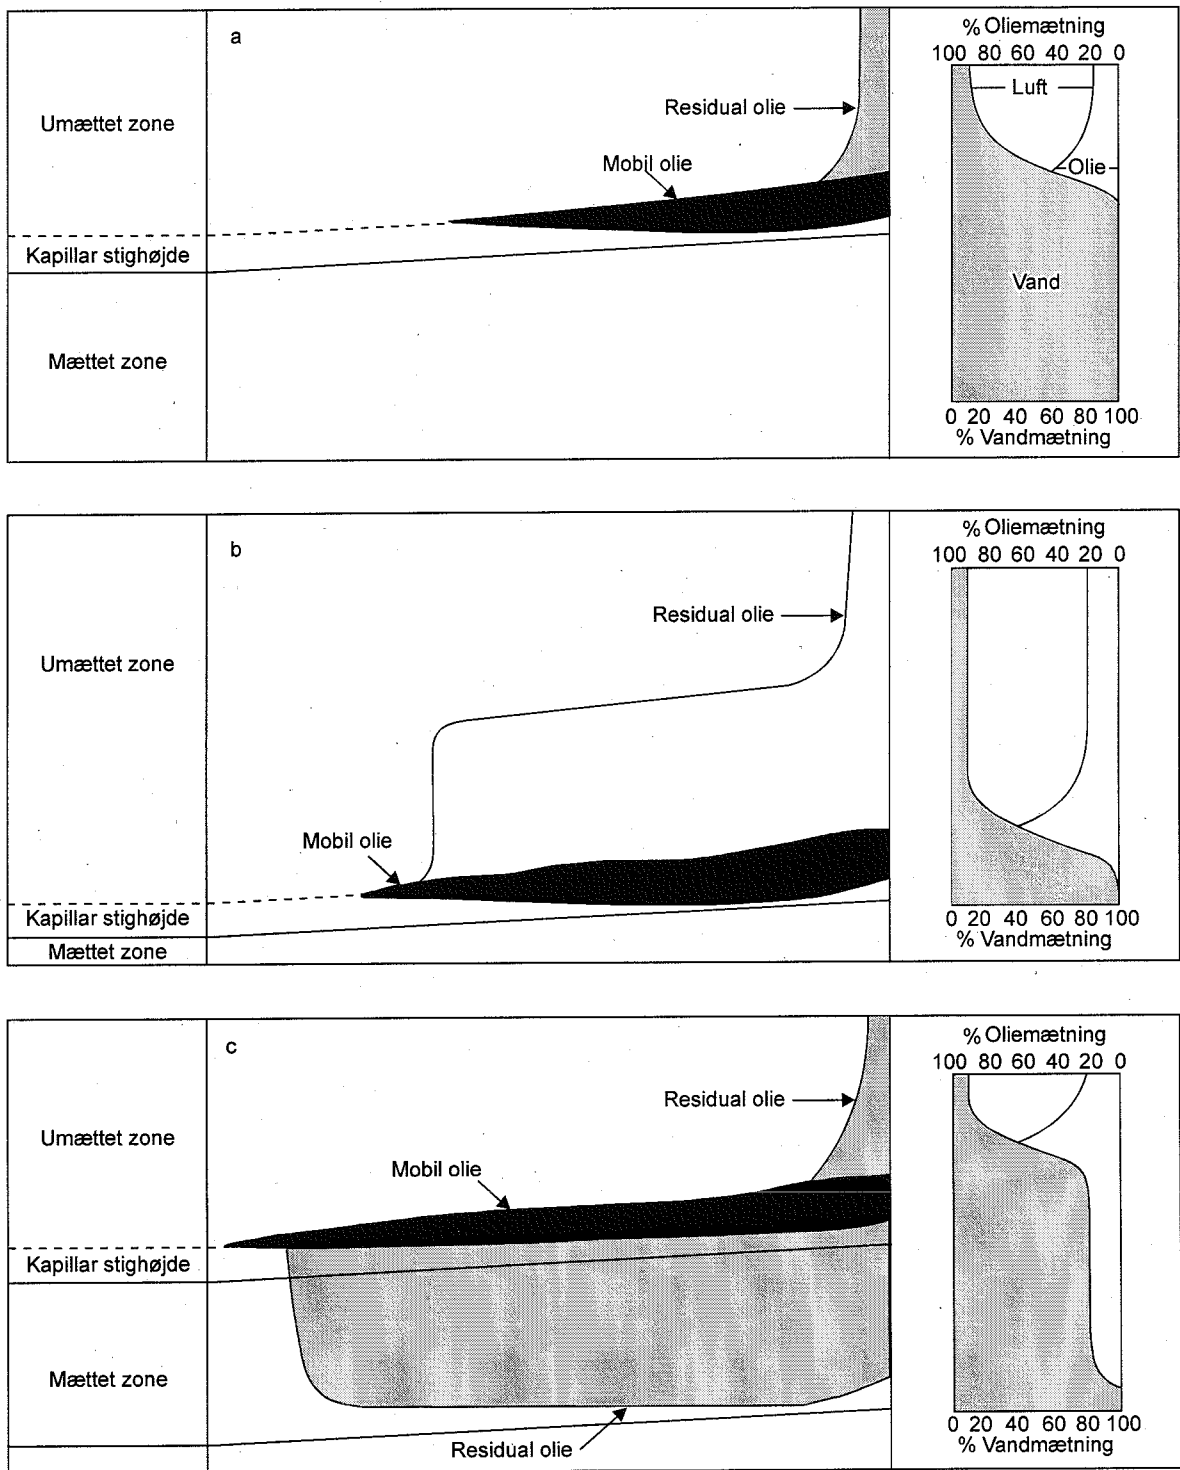 a
Umættet zone
Kapillar stighøjde
Mættet zone
Residual olie
Mobil olie
% Oliemætning
100 80 60 40 20 0
Luft
Olie
Vand
0 20 40 60 80 100
% Vandmætning
b
Umættet zone
Kapillar stighøjde
Mættet zone
Residual olie
Mobil olie
% Oliemætning
100 80 60 40 20 0
0 20 40 60 80 100
% Vandmætning
c
Umættet zone
Kapillar stighøjde
Mættet zone
Residual olie
Mobil olie
Residual olie
% Oliemætning
100 80 60 40 20 0
0 20 40 60 80 100
% Vandmætning